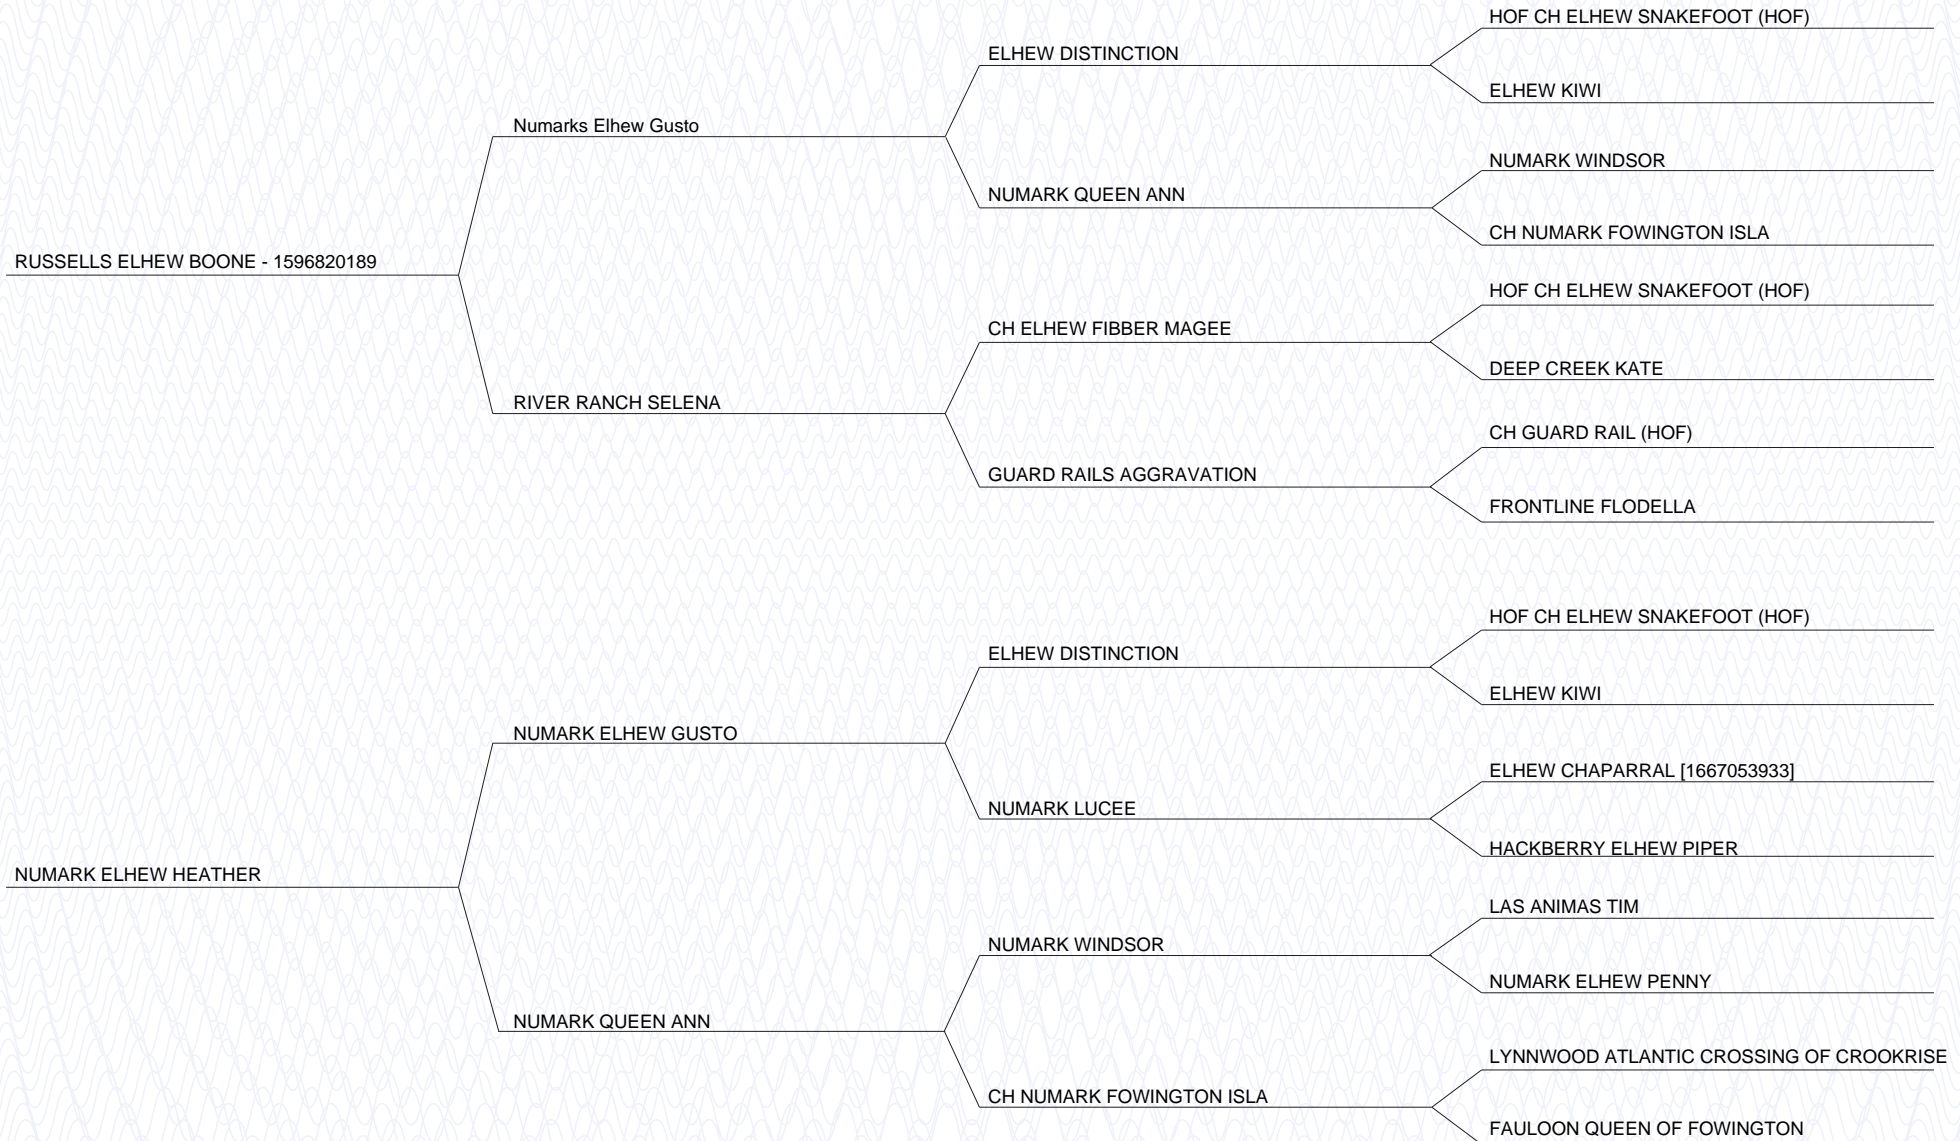 HOF CH ELHEW SNAKEFOOT (HOF)
ELHEW DISTINCTION
ELHEW KIWI
Numarks Elhew Gusto
NUMARK WINDSOR
NUMARK QUEEN ANN
CH NUMARK FOWINGTON ISLA
RUSSELLS ELHEW BOONE - 1596820189
HOF CH ELHEW SNAKEFOOT (HOF)
CH ELHEW FIBBER MAGEE
DEEP CREEK KATE
RIVER RANCH SELENA
CH GUARD RAIL (HOF)
GUARD RAILS AGGRAVATION
FRONTLINE FLODELLA
HOF CH ELHEW SNAKEFOOT (HOF)
ELHEW DISTINCTION
ELHEW KIWI
NUMARK ELHEW GUSTO
ELHEW CHAPARRAL [1667053933]
NUMARK LUCEE
HACKBERRY ELHEW PIPER
NUMARK ELHEW HEATHER
LAS ANIMAS TIM
NUMARK WINDSOR
NUMARK ELHEW PENNY
NUMARK QUEEN ANN
LYNNWOOD ATLANTIC CROSSING OF CROOKRISE
CH NUMARK FOWINGTON ISLA
FAULOON QUEEN OF FOWINGTON